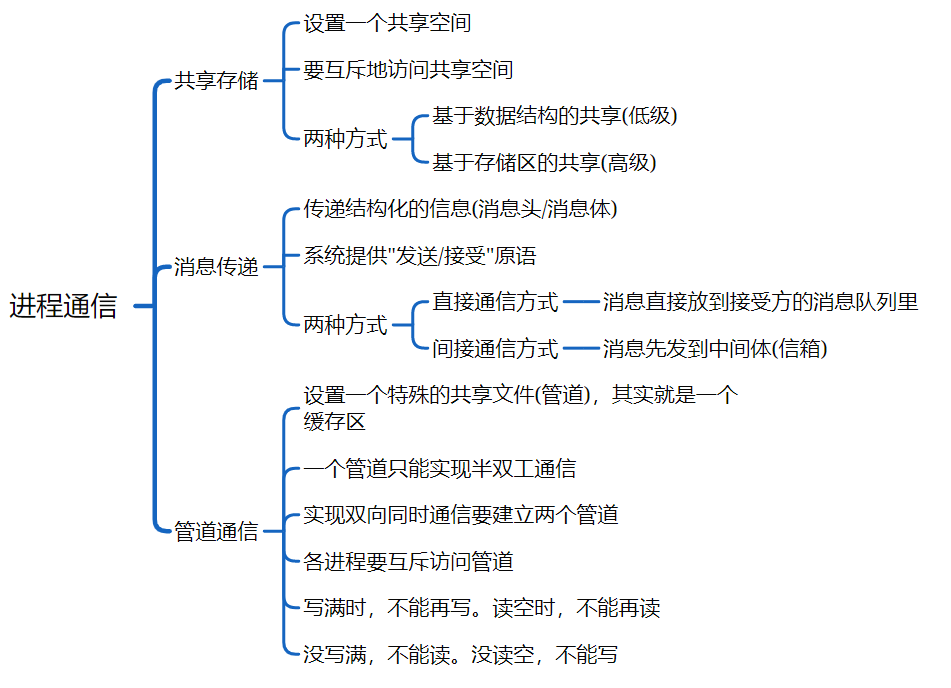 进程通信
共享存储
设置一个共享空间
要互斥地访问共享空间
两种方式
基于数据结构的共享(低级)
基于存储区的共享(高级)
消息传递
传递结构化的信息(消息头/消息体)
系统提供"发送/接受"原语
两种方式
直接通信方式
消息直接放到接受方的消息队列里
间接通信方式
消息先发到中间体(信箱)
管道通信
设置一个特殊的共享文件(管道)，其实就是一个
缓存区
一个管道只能实现半双工通信
实现双向同时通信要建立两个管道
各进程要互斥访问管道
写满时，不能再写。读空时，不能再读
没写满，不能读。没读空，不能写